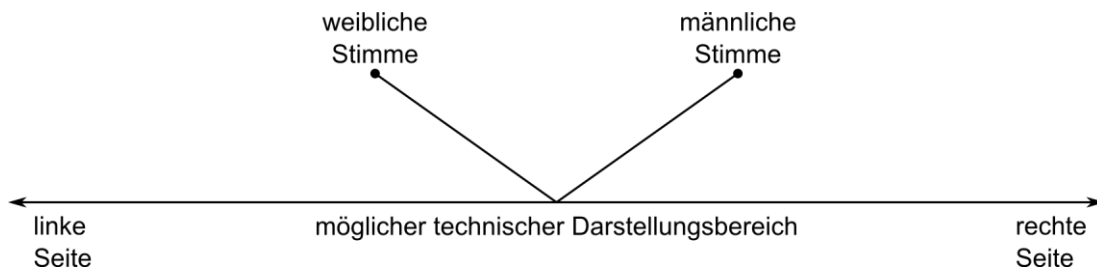 weibliche
Stimme
männliche
Stimme
linke
Seite
möglicher technischer Darstellungsbereich
rechte
Seite